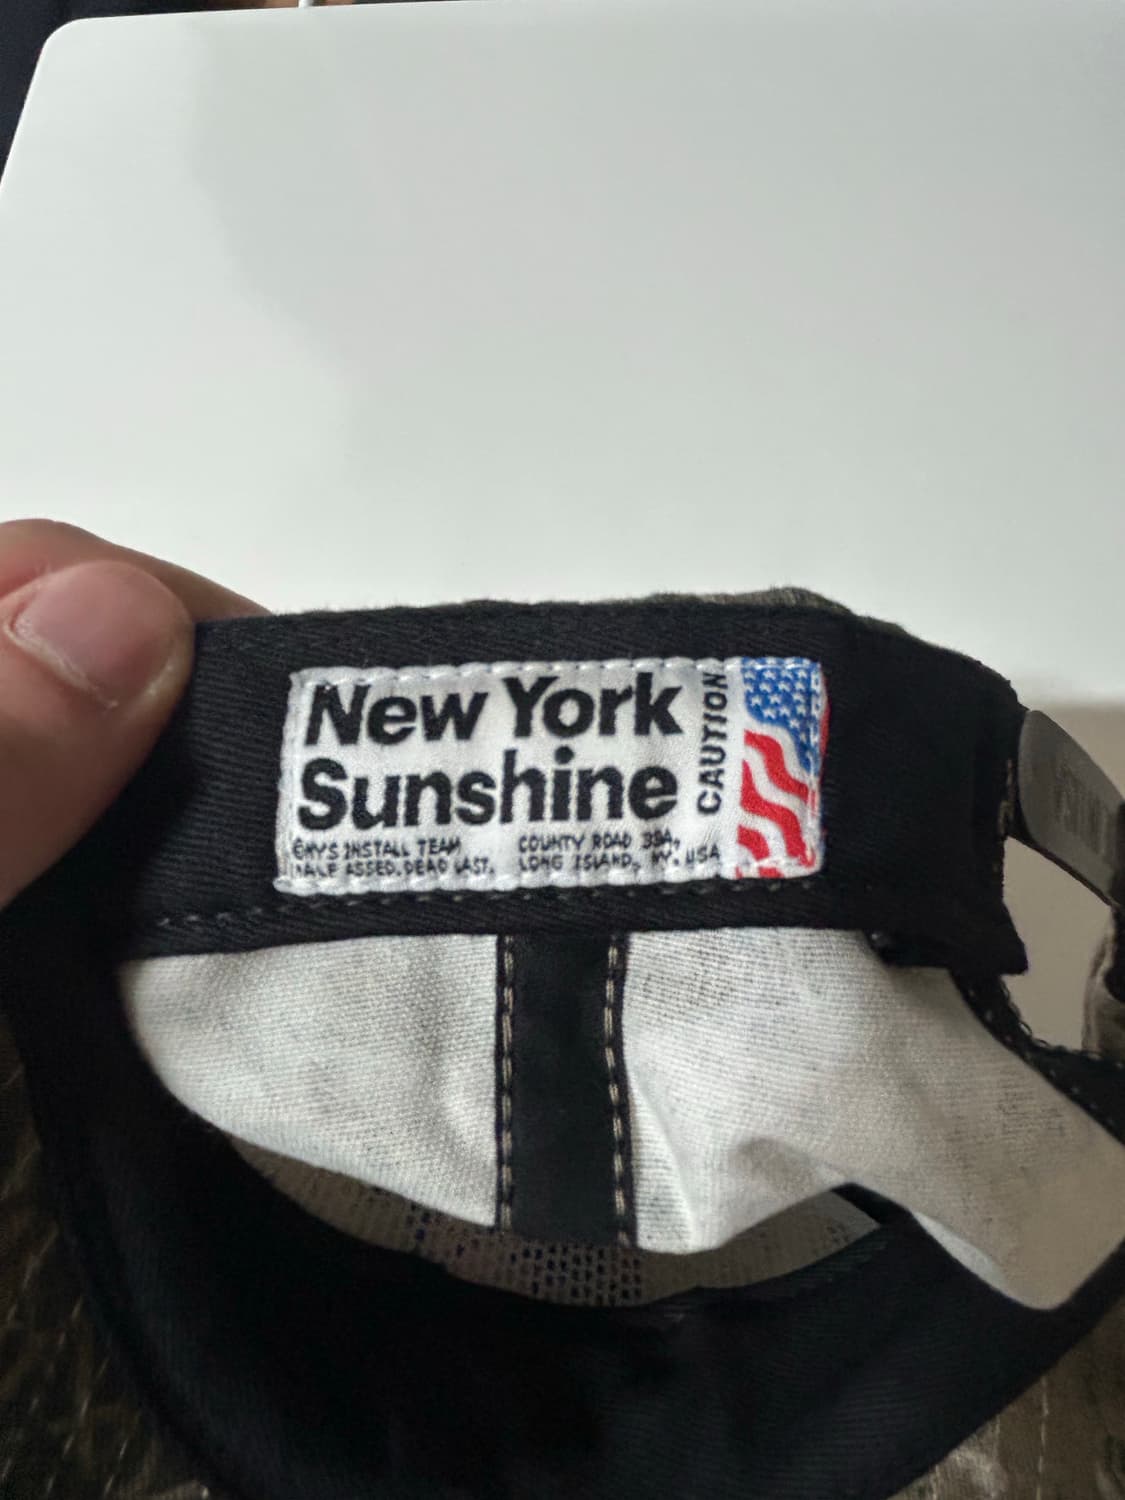 New York
Sunshine
CAUTION
©NYS INSTALL TEAM
HALF ASSED. DEAD LAST.
COUNTY ROAD 39A,
LONG ISLAND, NY. USA